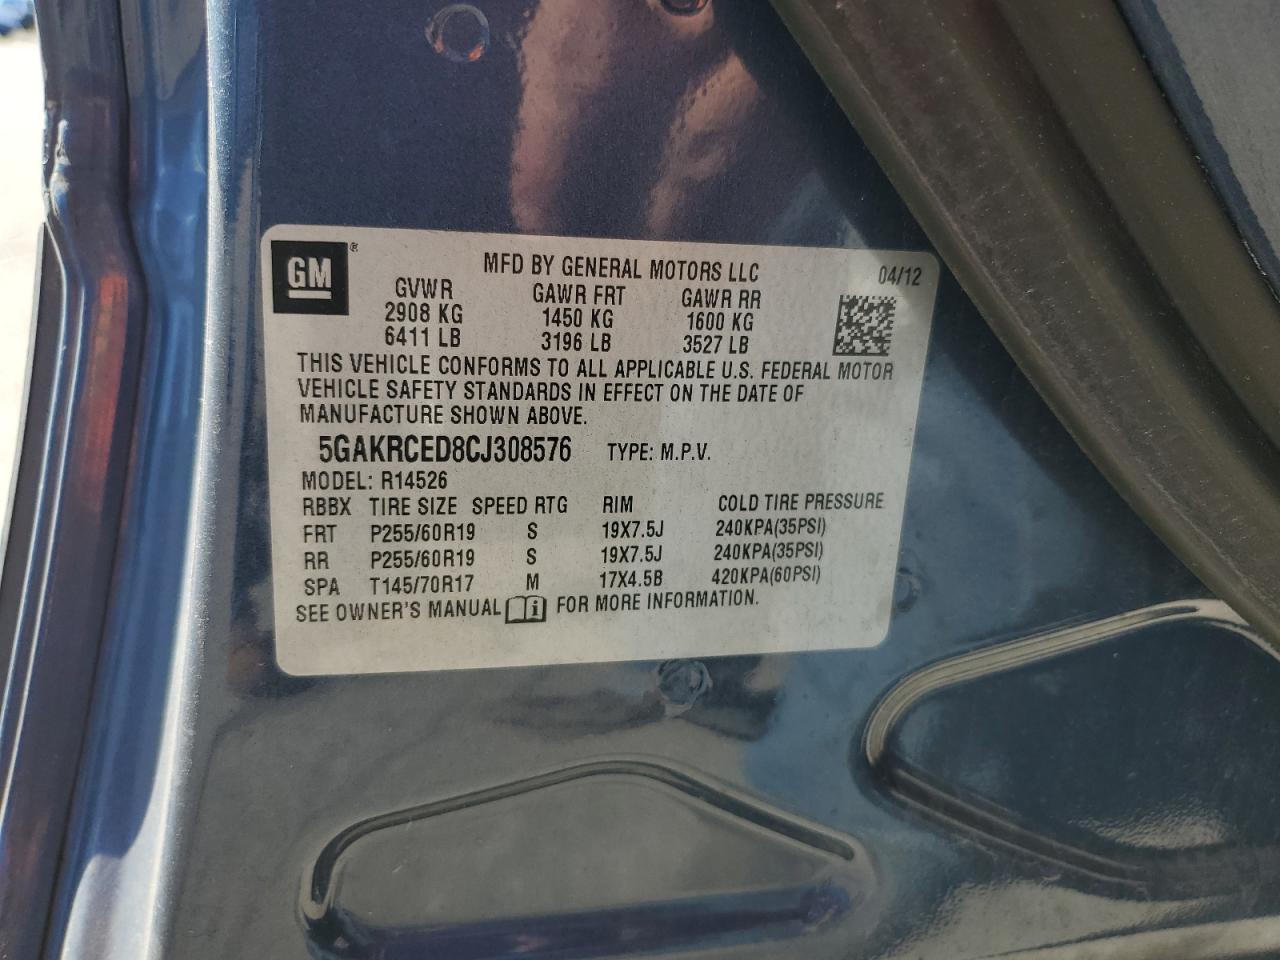 GM ®
MFD BY GENERAL MOTORS LLC 04/12
GVWR GAWR FRT GAWR RR
2908 KG 1450 KG 1600 KG
6411 LB 3196 LB 3527 LB
THIS VEHICLE CONFORMS TO ALL APPLICABLE U.S. FEDERAL MOTOR
VEHICLE SAFETY STANDARDS IN EFFECT ON THE DATE OF
MANUFACTURE SHOWN ABOVE.
5GAKRCED8CJ308576 TYPE: M.P.V.
MODEL: R14526
RBBX TIRE SIZE SPEED RTG RIM COLD TIRE PRESSURE
FRT P255/60R19 S 19X7.5J 240KPA(35PSI)
RR P255/60R19 S 19X7.5J 240KPA(35PSI)
SPA T145/70R17 M 17X4.5B 420KPA(60PSI)
SEE OWNER'S MANUAL FOR MORE INFORMATION.